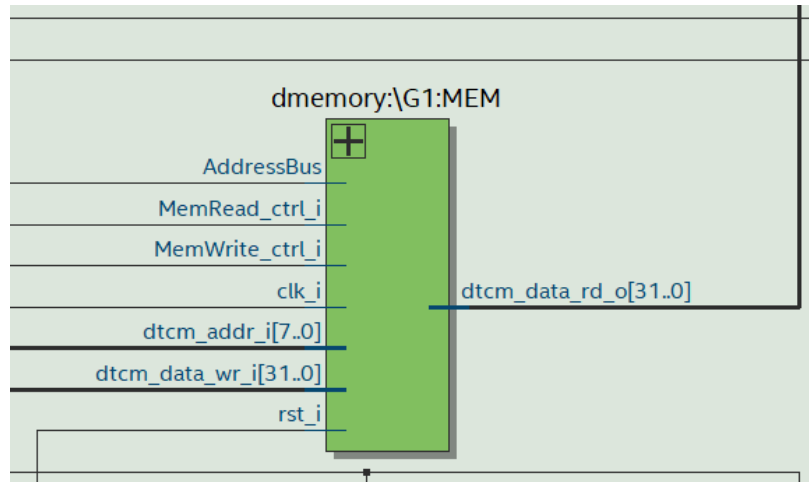 dmemory:\G1:MEM
AddressBus
MemRead_ctrl_i
MemWrite_ctrl_i
clk_i
dtcm_data_rd_o[31..0]
dtcm_addr_i[7..0]
dtcm_data_wr_i[31..0]
rst_i